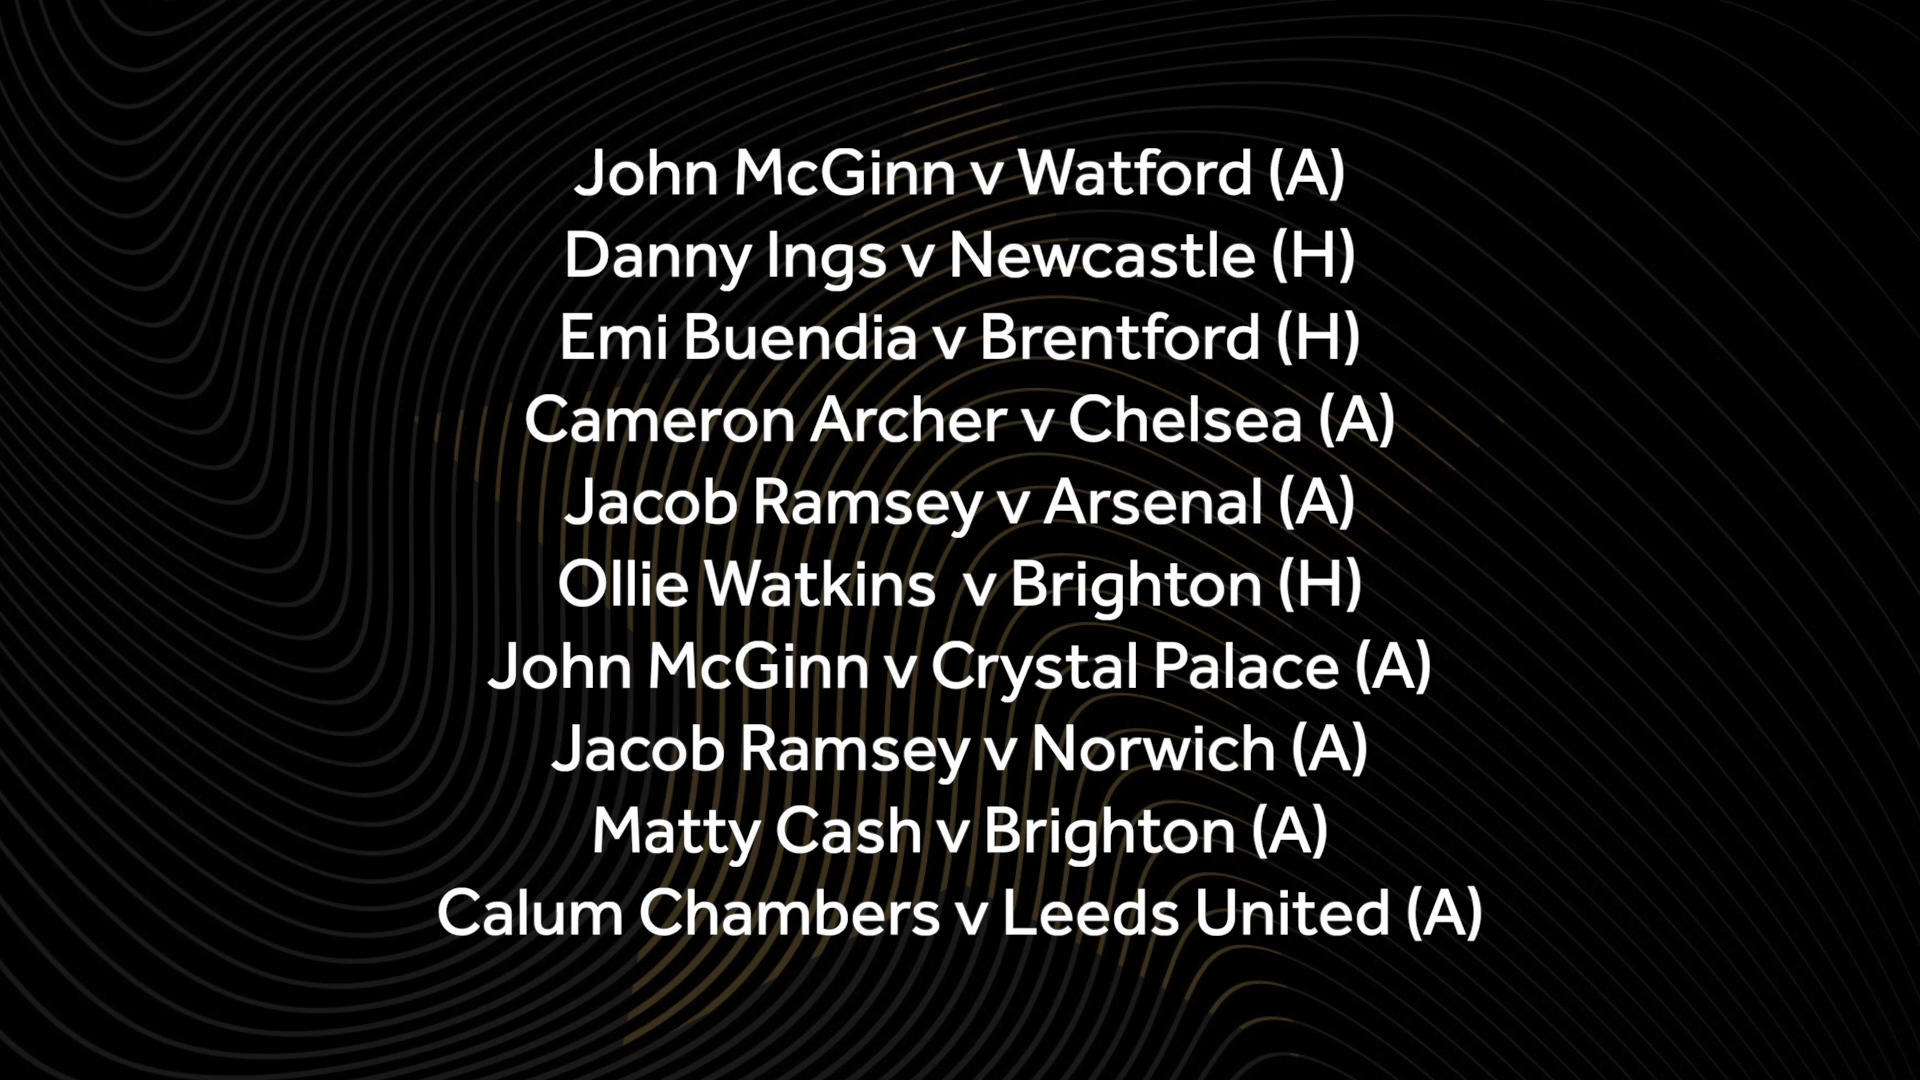 John McGinn v Watford (A)
Danny Ings v Newcastle (H)
Emi Buendia v Brentford (H)
Cameron Archer v Chelsea (A)
Jacob Ramsey v Arsenal (A)
Ollie Watkins  v Brighton (H)
John McGinn v Crystal Palace (A)
Jacob Ramsey v Norwich (A)
Matty Cash v Brighton (A)
Calum Chambers v Leeds United (A)